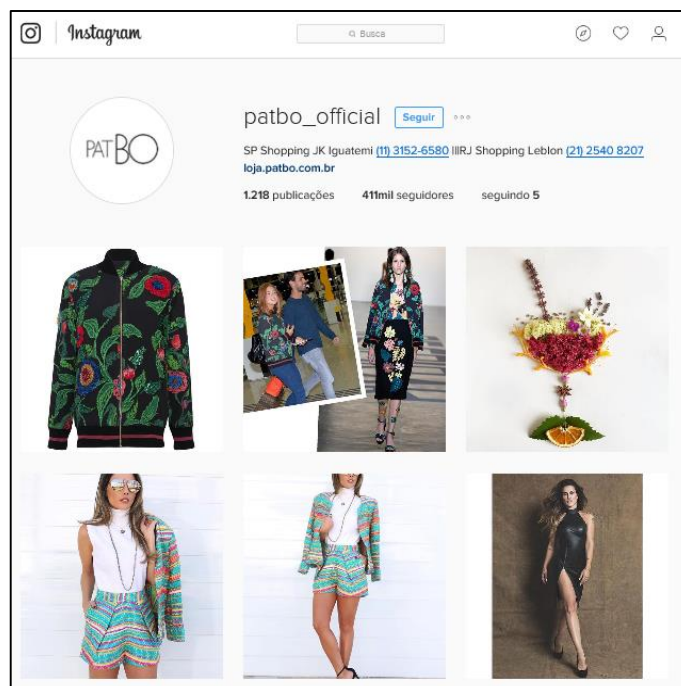 Instagram
Busca
patbo_official Seguir
PATBO
SP Shopping JK Iguatemi (11) 3152-6580 |||RJ Shopping Leblon (21) 2540 8207
loja.patbo.com.br
1.218 publicações 411mil seguidores seguindo 5